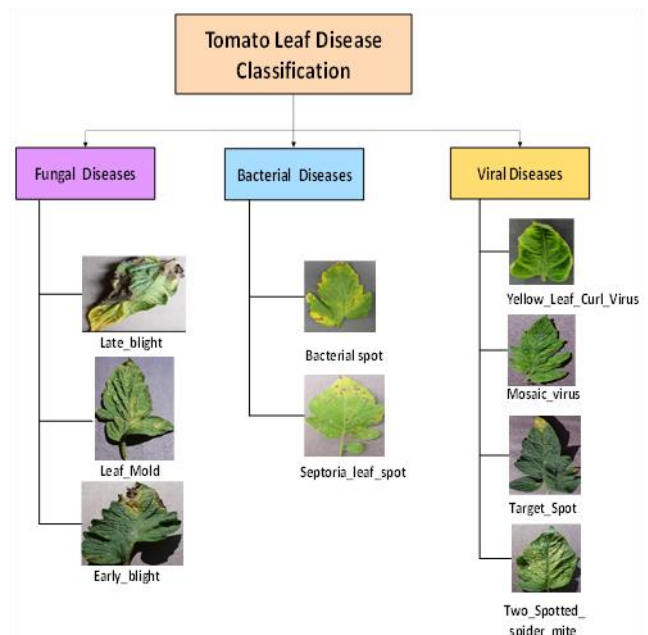 Tomato Leaf Disease
Classification
Fungal Diseases
Bacterial Diseases
Viral Diseases
Late_blight
Leaf_Mold
Early_blight
Bacterial spot
Septoria_leaf_spot
Yellow_Leaf_Curl_Virus
Mosaic_virus
Target_Spot
Two_Spotted_
spider_mite